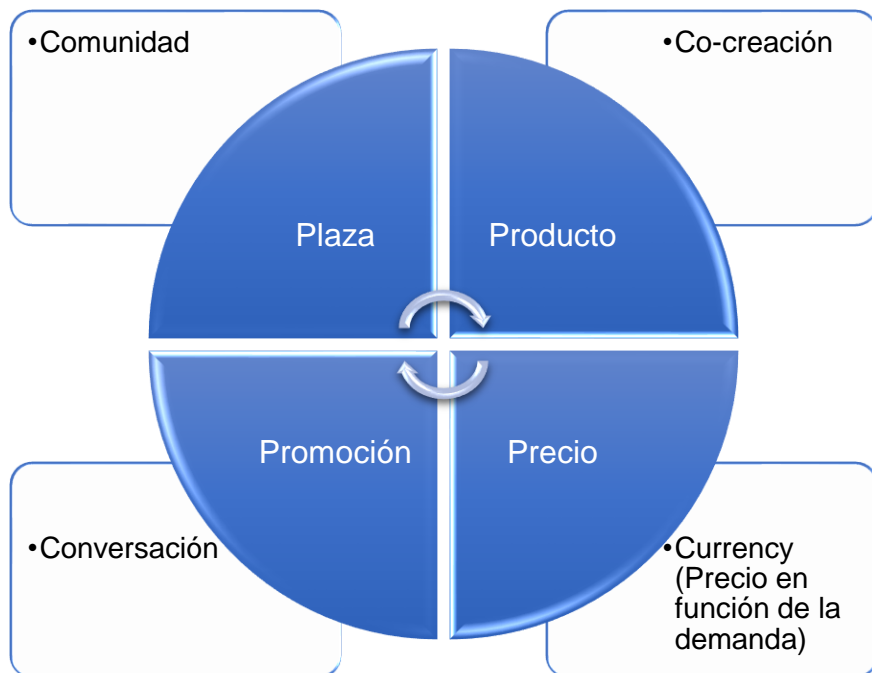 •Comunidad
•Co-creación
Plaza
Producto
Promoción
Precio
•Conversación
•Currency
(Precio en
función de la
demanda)